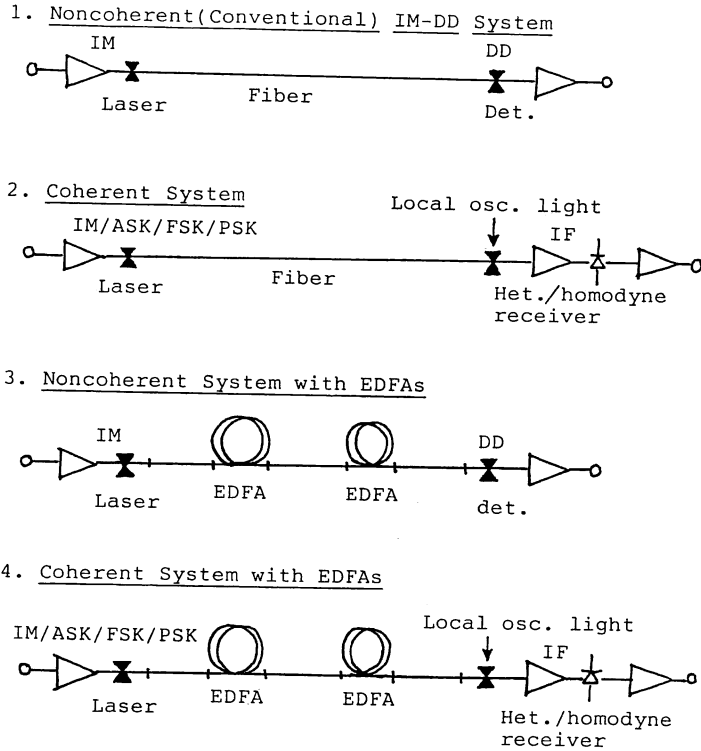 1. Noncoherent(Conventional) IM-DD System
IM
DD
Laser
Fiber
Det.
2. Coherent System
IM/ASK/FSK/PSK
Local osc. light
IF
Laser
Fiber
Het./homodyne
receiver
3. Noncoherent System with EDFAs
IM
DD
Laser
EDFA
EDFA
det.
4. Coherent System with EDFAs
IM/ASK/FSK/PSK
Local osc. light
IF
Laser
EDFA
EDFA
Het./homodyne
receiver